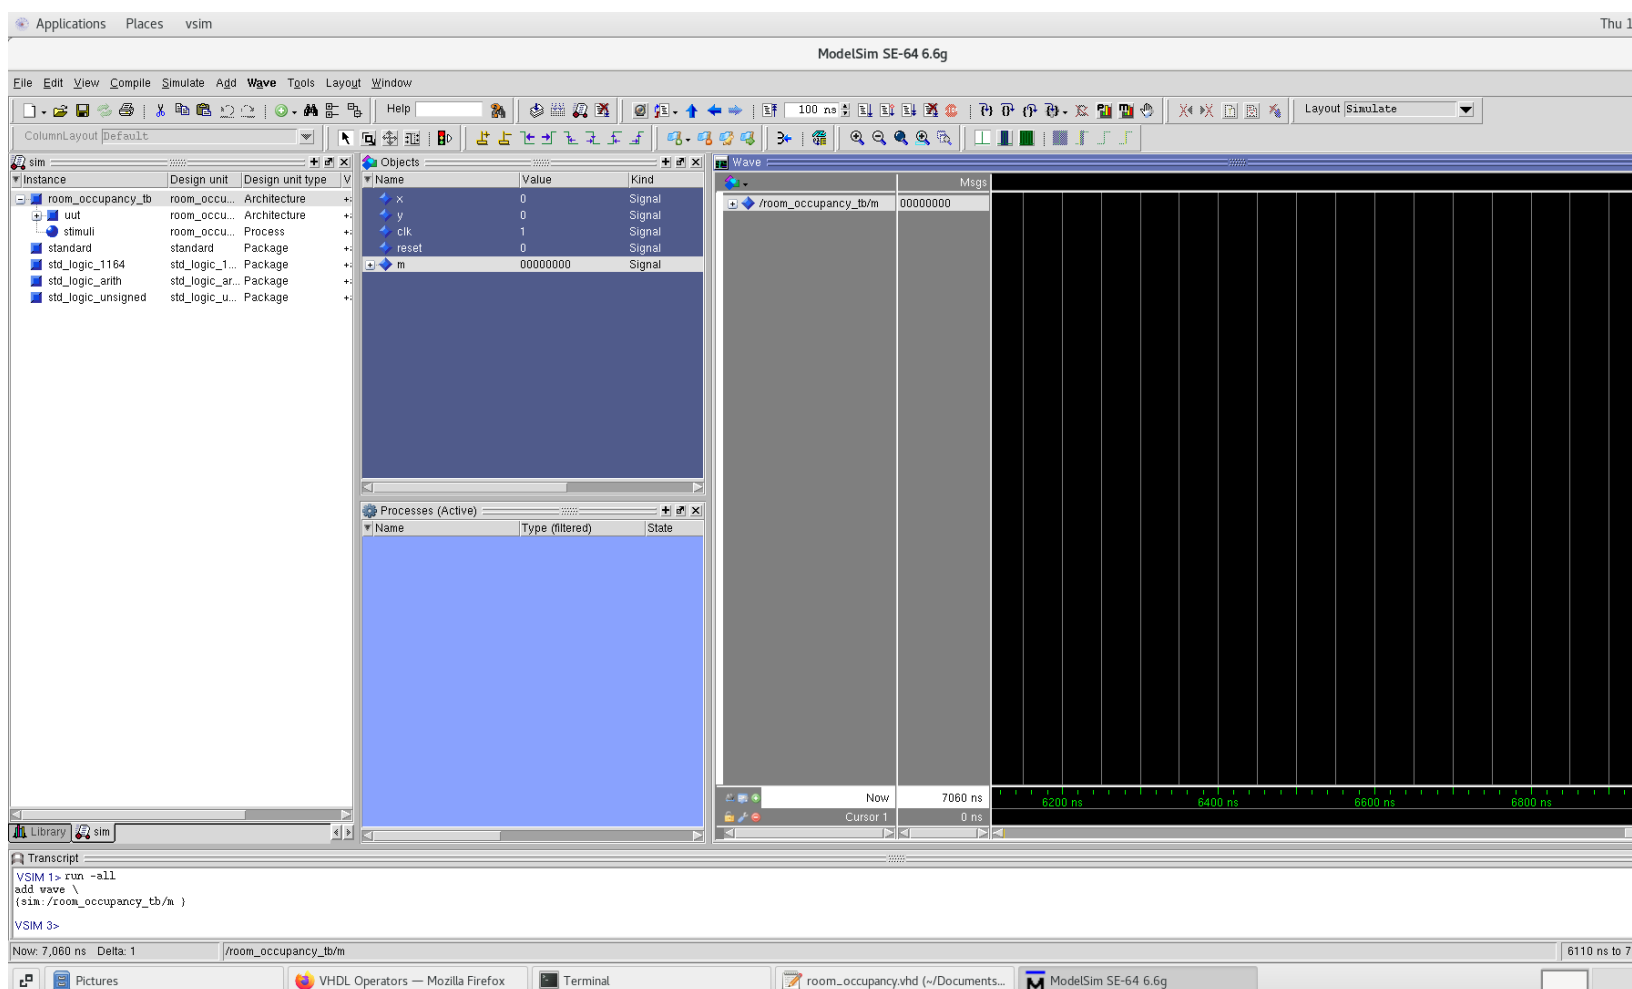 Applications Places vsim Thu 1
ModelSim SE-64 6.6g
File Edit View Compile Simulate Add Wave Tools Layout Window
Help 100 ns Layout Simulate
ColumnLayout Default
sim
Instance Design unit Design unit type V
room_occupancy_tb room_occu... Architecture
uut room_occu... Architecture
stimuli room_occu... Process
standard standard Package
std_logic_1164 std_logic_1... Package
std_logic_arith std_logic_ar... Package
std_logic_unsigned std_logic_u... Package
Library sim
Objects
Name Value Kind
x 0 Signal
y 0 Signal
clk 1 Signal
reset 0 Signal
m 00000000 Signal
Processes (Active)
Name Type (filtered) State
Wave
Msgs
/room_occupancy_tb/m 00000000
Now 7060 ns
Cursor 1 0 ns
6200 ns 6400 ns 6600 ns 6800 ns
Transcript
VSIM 1> run -all
add wave \
{sim:/room_occupancy_tb/m }
VSIM 3>
Now: 7,060 ns Delta: 1 /room_occupancy_tb/m 6110 ns to 7
Pictures VHDL Operators — Mozilla Firefox Terminal room_occupancy.vhd (~/Documents... ModelSim SE-64 6.6g